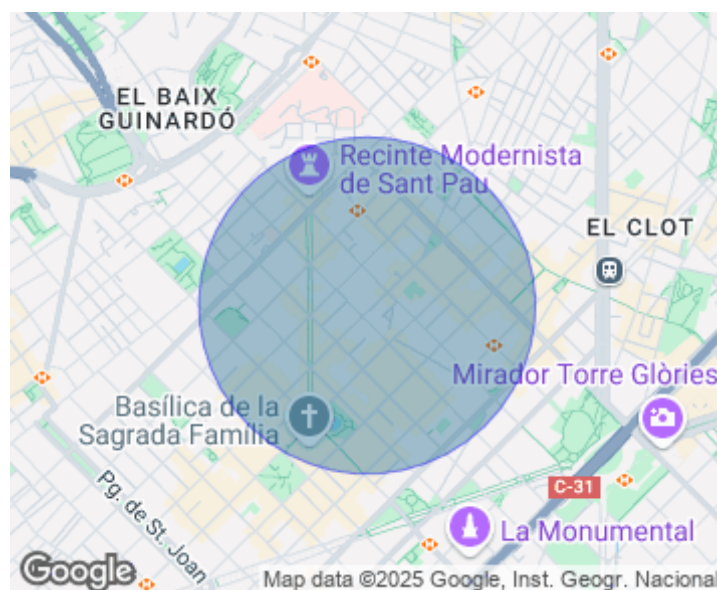 EL BAIX
GUINARDÓ
Recinte Modernista
de Sant Pau
EL CLOT
Mirador Torre Glòries
Basílica de la
Sagrada Família
C-31
Pg. de St. Joan
La Monumental
Google
Map data ©2025 Google, Inst. Geogr. Nacional